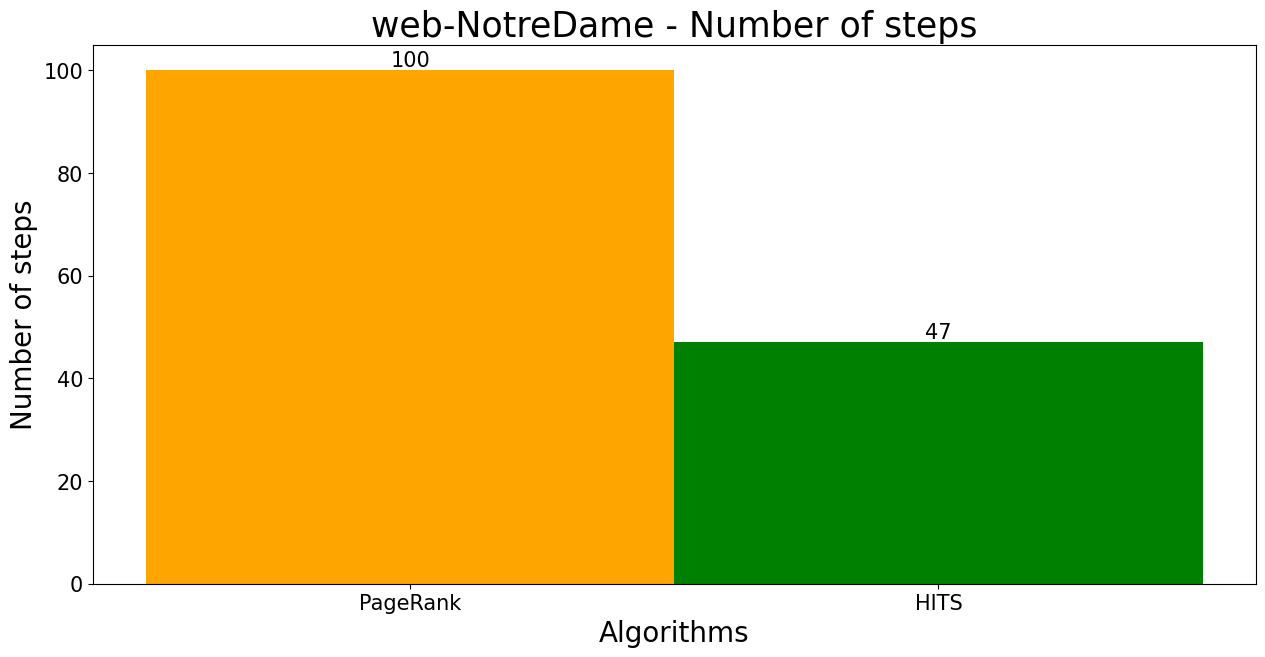 web-NotreDame - Number of steps
100
47
Number of steps
100
80
60
40
20
0
PageRank
HITS
Algorithms